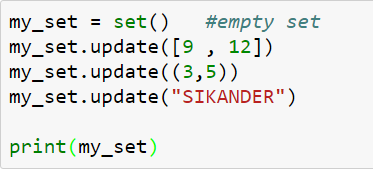 my_set = set()   #empty set
my_set.update([9 , 12])
my_set.update((3,5))
my_set.update("SIKANDER")
print(my_set)